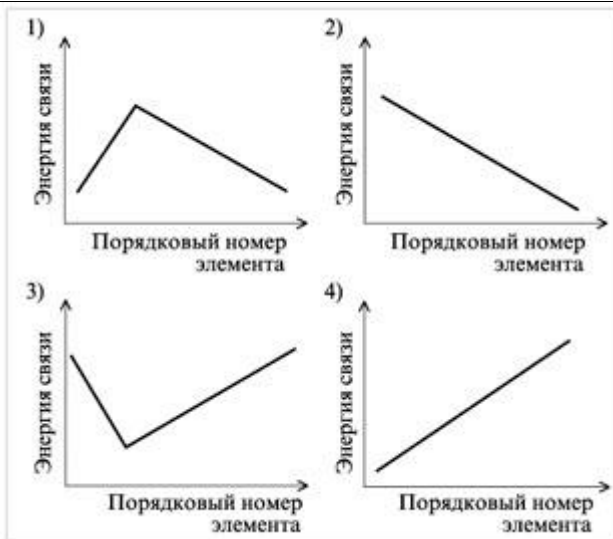 1)
Энергия связи
Порядковый номер
элемента
2)
Энергия связи
Порядковый номер
элемента
3)
Энергия связи
Порядковый номер
элемента
4)
Энергия связи
Порядковый номер
элемента